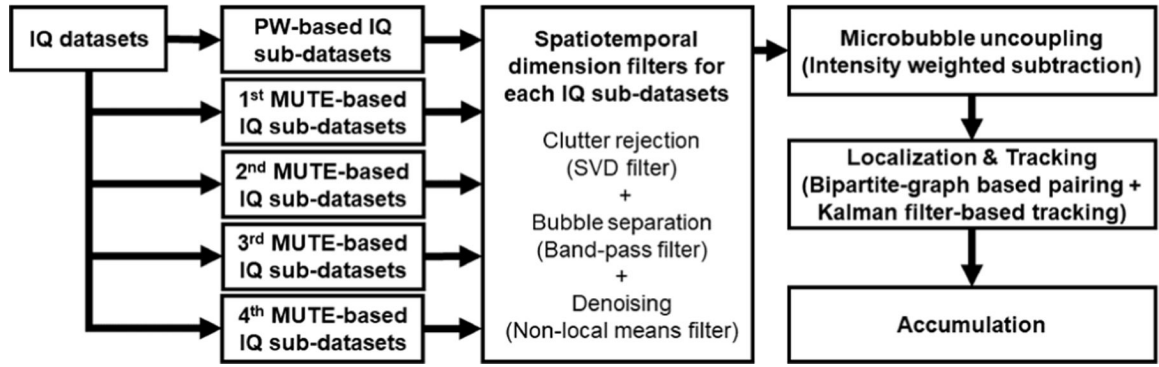 IQ datasets
PW-based IQ
sub-datasets
1st MUTE-based
IQ sub-datasets
2nd MUTE-based
IQ sub-datasets
3rd MUTE-based
IQ sub-datasets
4th MUTE-based
IQ sub-datasets
Spatiotemporal
dimension filters for
each IQ sub-datasets
Clutter rejection
(SVD filter)
+
Bubble separation
(Band-pass filter)
+
Denoising
(Non-local means filter)
Microbubble uncoupling
(Intensity weighted subtraction)
Localization & Tracking
(Bipartite-graph based pairing +
Kalman filter-based tracking)
Accumulation